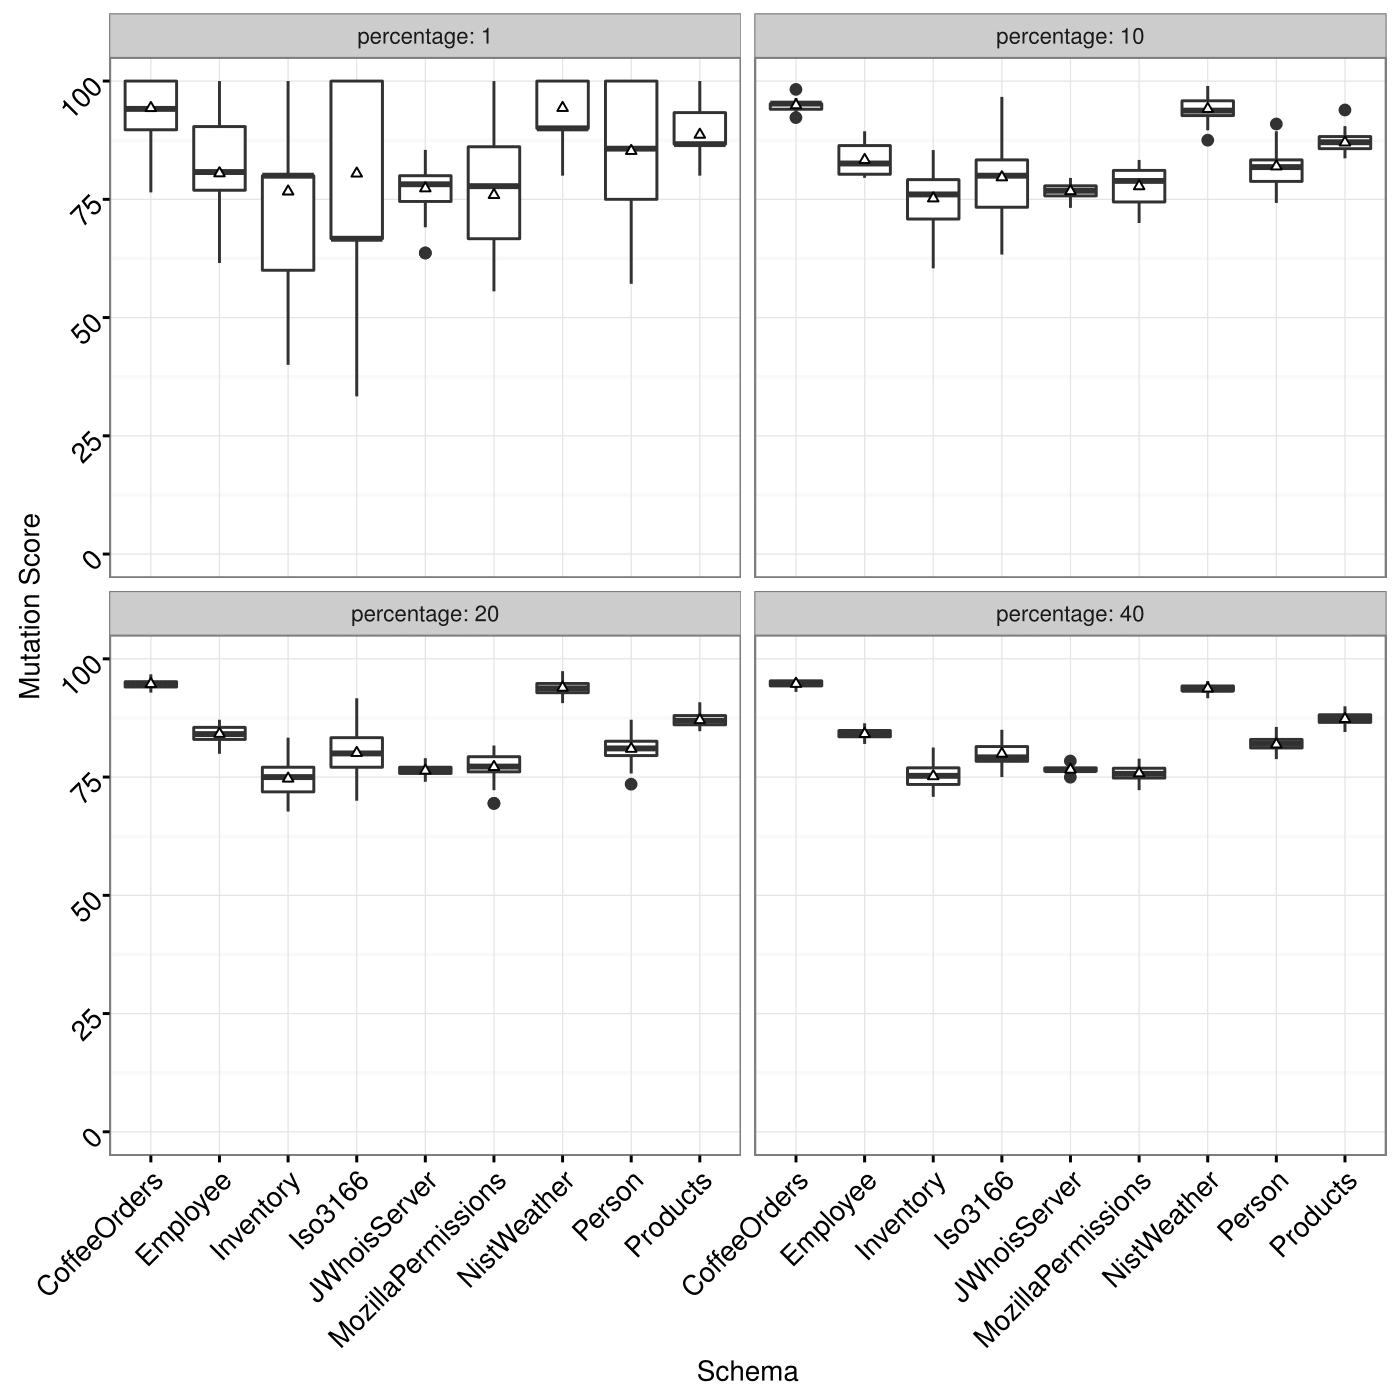 percentage: 1
percentage: 10
100
75
50
25
0
Mutation Score
percentage: 20
percentage: 40
100
75
50
25
0
CoffeeOrders
Employee
Inventory
Iso3166
JWhoisServer
MozillaPermissions
NistWeather
Person
Products
CoffeeOrders
Employee
Inventory
Iso3166
JWhoisServer
MozillaPermissions
NistWeather
Person
Products
Schema